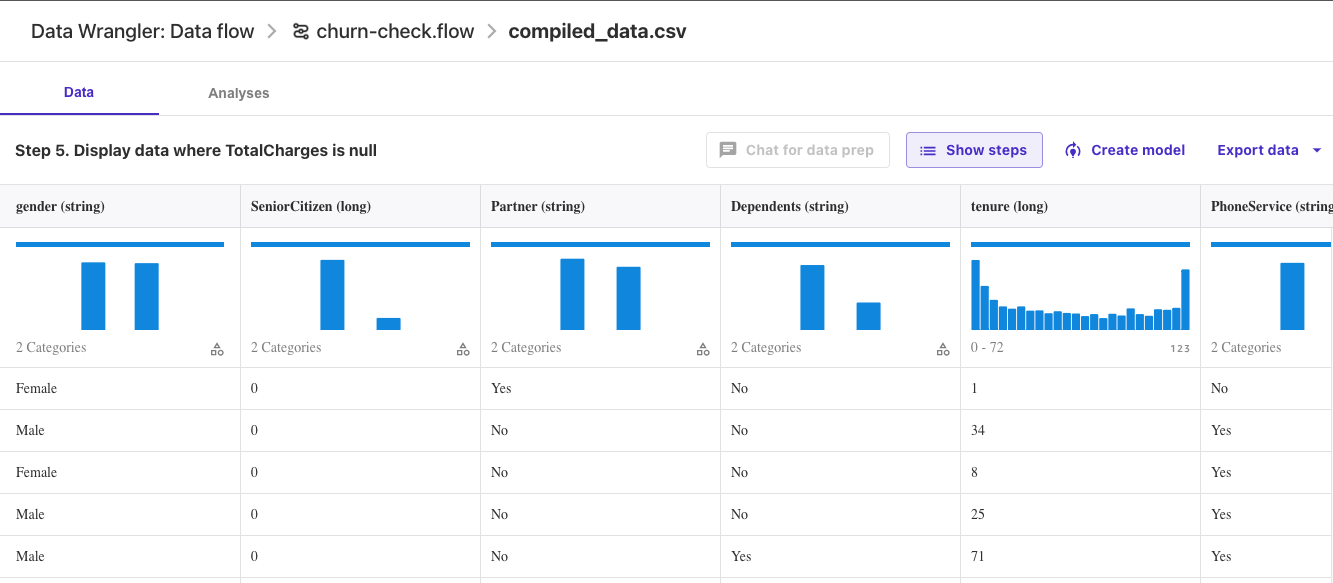 Data Wrangler: Data flow > churn-check.flow > compiled_data.csv
Data Analyses
Step 5. Display data where TotalCharges is null Chat for data prep Show steps Create model Export data
gender (string) SeniorCitizen (long) Partner (string) Dependents (string) tenure (long) PhoneService (string
2 Categories 2 Categories 2 Categories 2 Categories 0 - 72 123 2 Categories
Female 0 Yes No 1 No
Male 0 No No 34 Yes
Female 0 No No 8 Yes
Male 0 No No 25 Yes
Male 0 No Yes 71 Yes